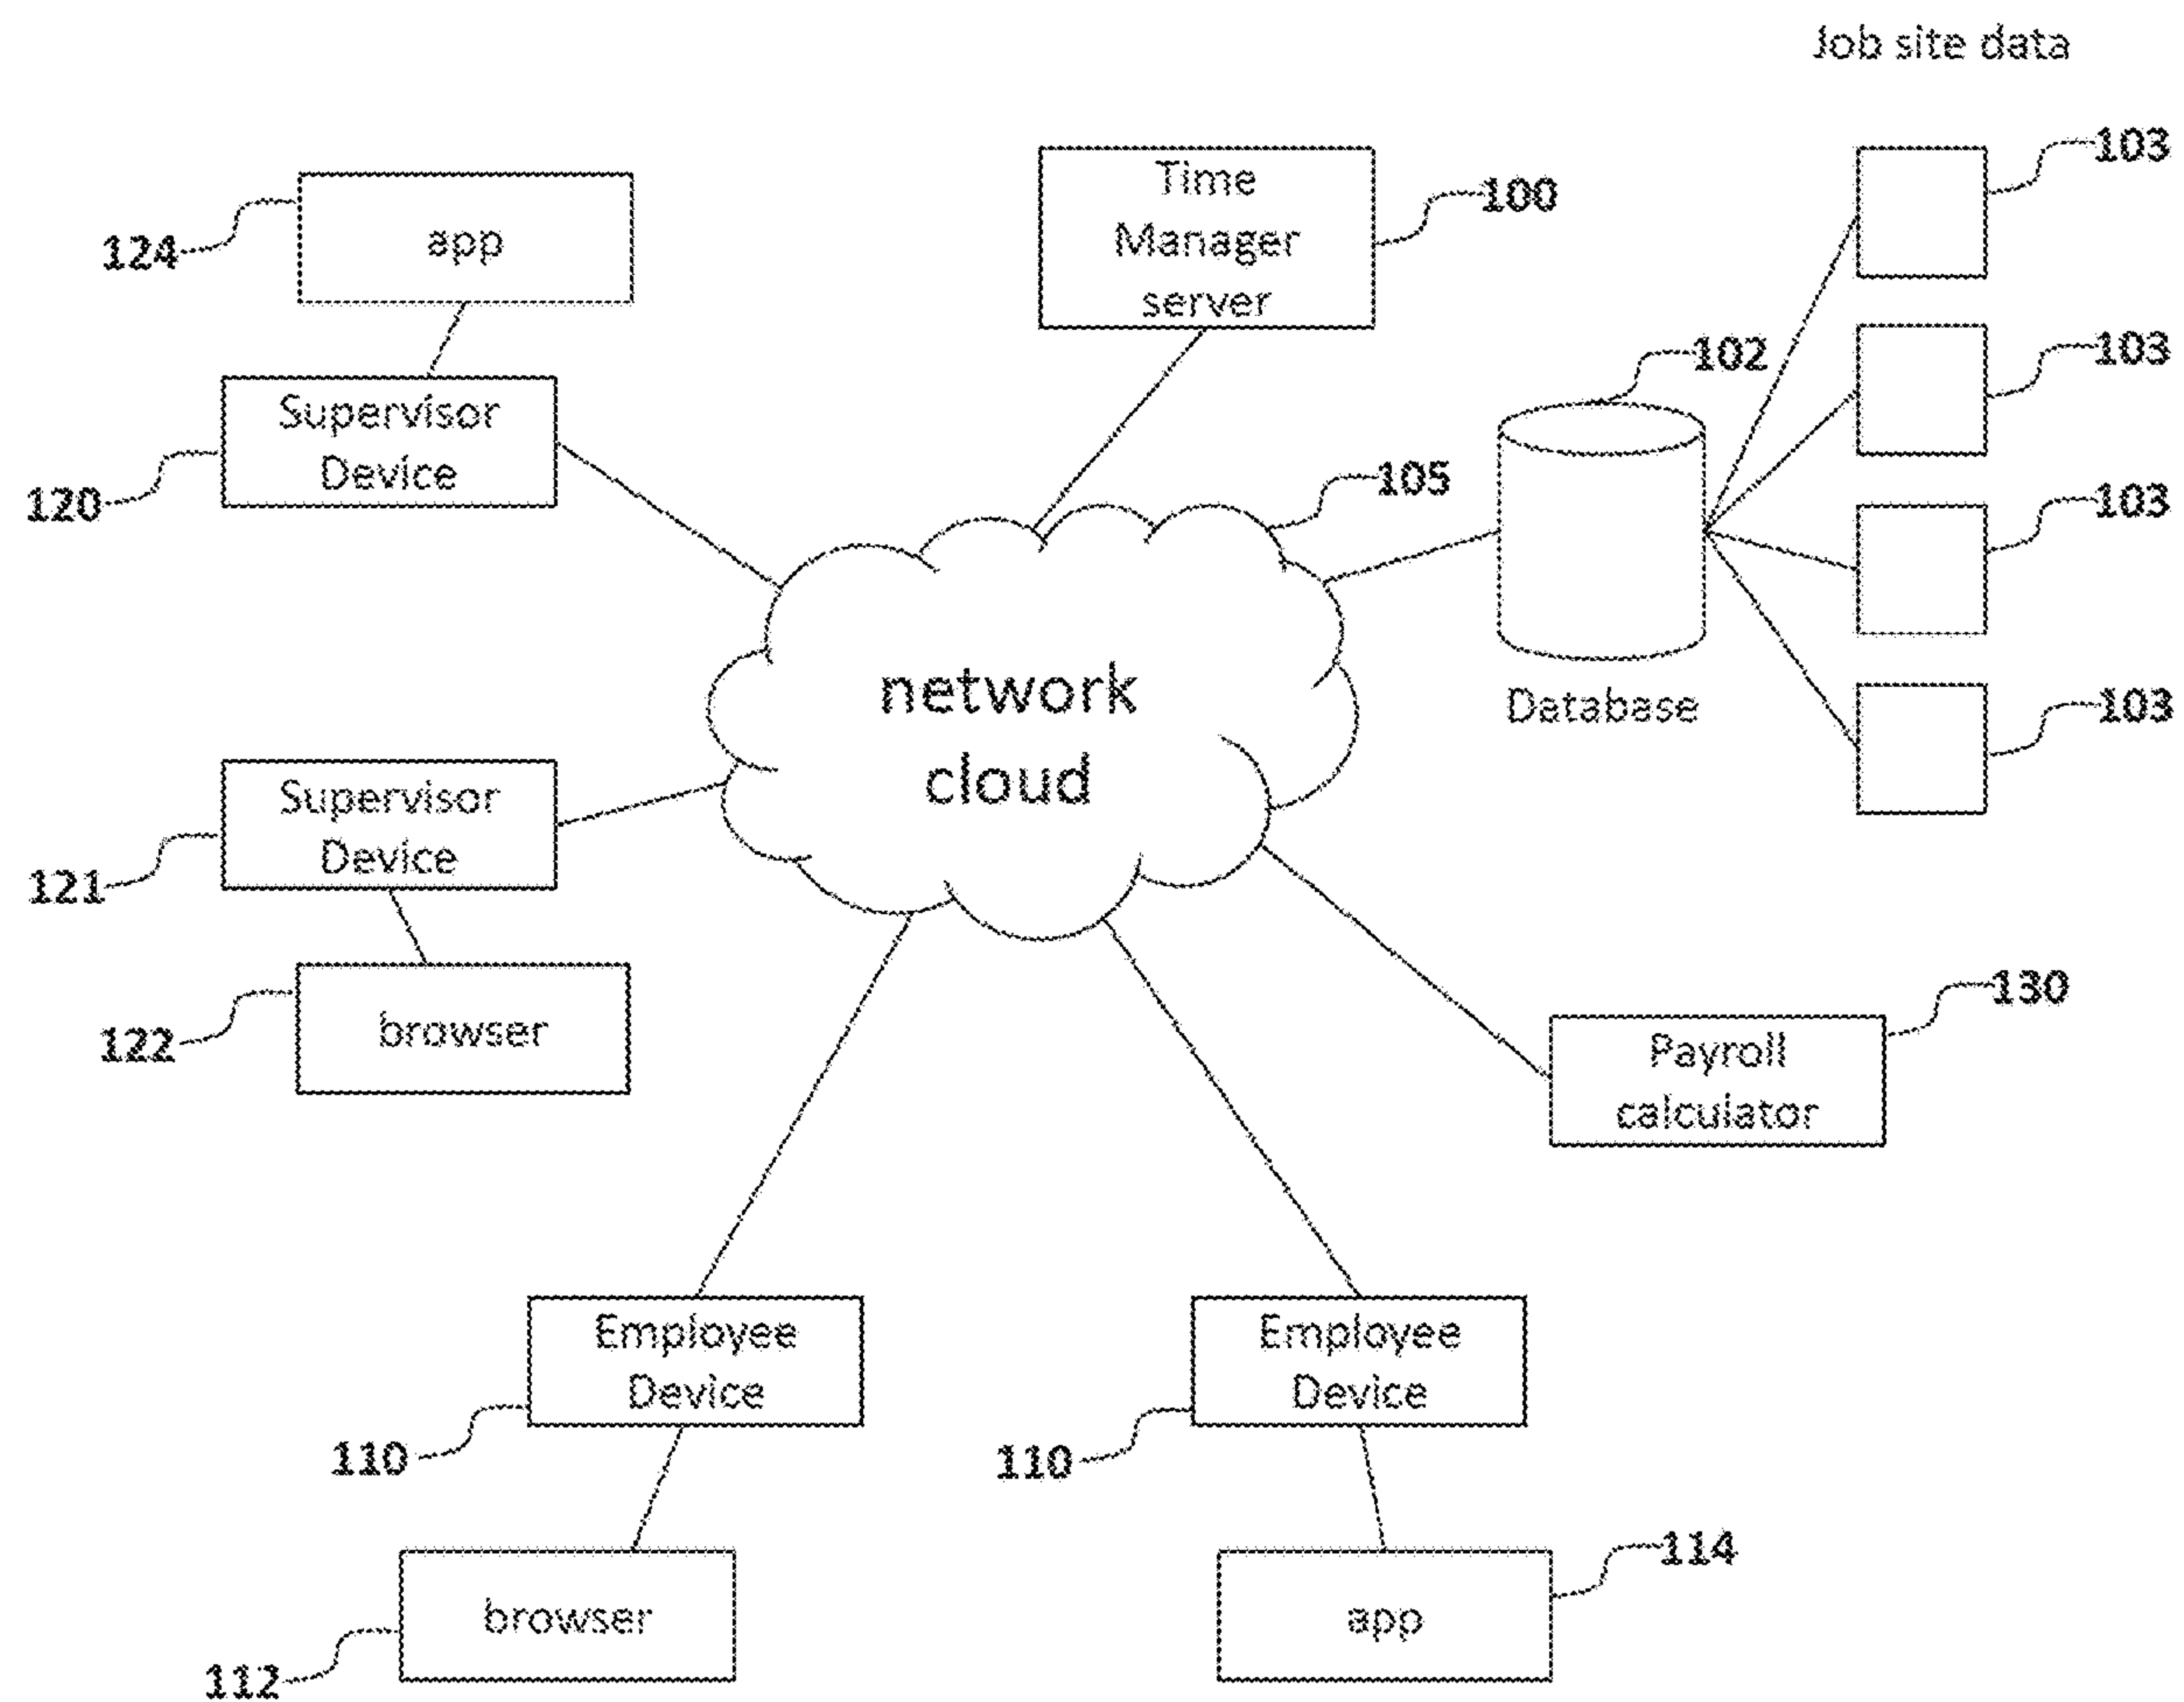 Job site data
103
Time
Manager
server
100
124
app
103
102
Supervisor
Device
120
105
103
network
cloud
Database
103
Supervisor
Device
121
browser
122
130
Payroll
calculator
Employee
Device
110
Employee
Device
110
browser
112
app
114